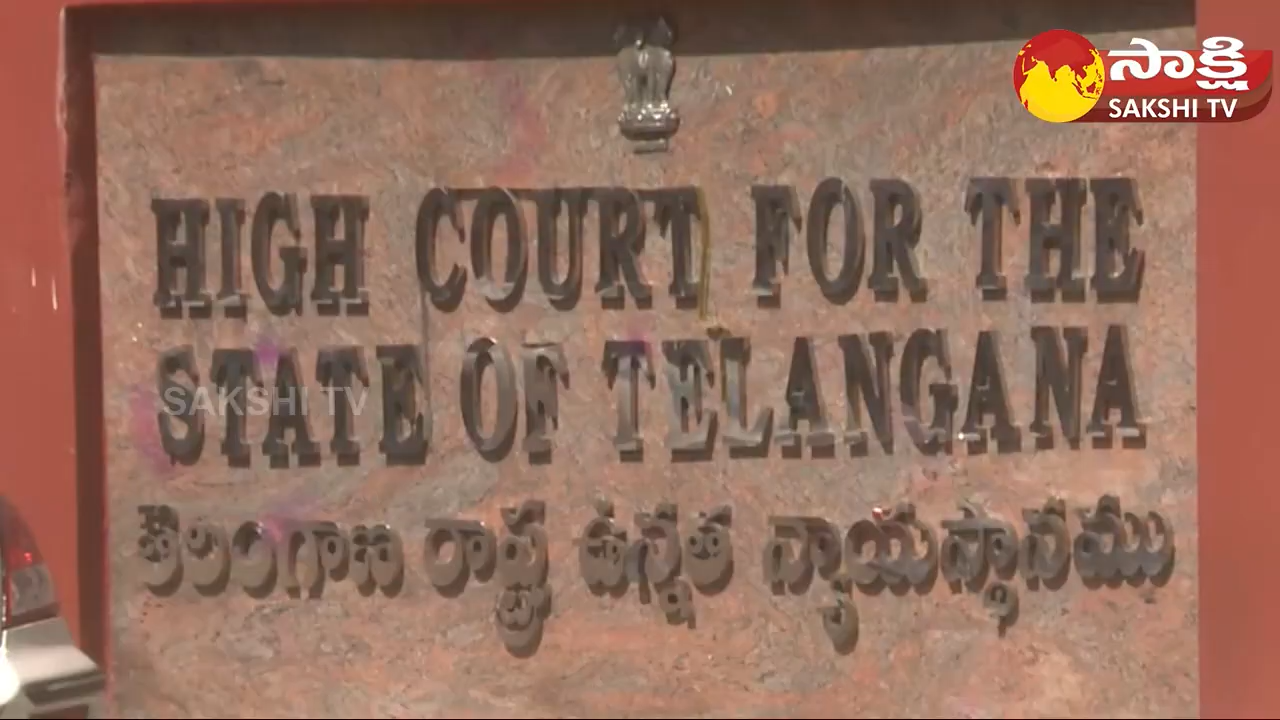 సాక్షి
SAKSHI TV
HIGH COURT FOR THE
STATE OF TELANGANA
SAKSHI TV
తెలంగాణ రాష్ట్ర ఉన్నత న్యాయస్థానము